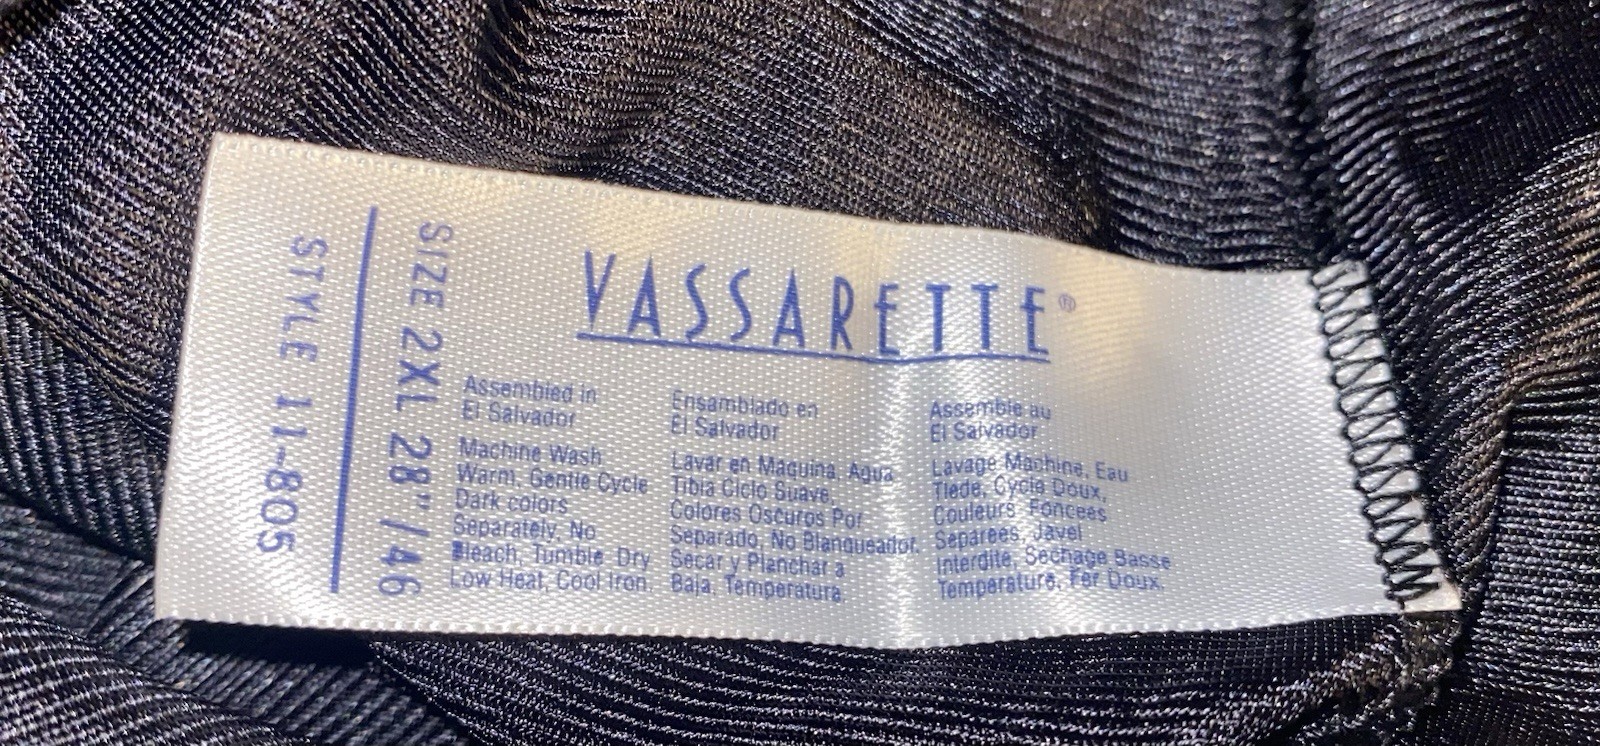 VASSARETTE®
STYLE 11-805
SIZE 2XL 28"/46
Assembled in
El Salvador
Machine Wash
Warm, Gentle Cycle
Dark colors
Separately, No
Bleach, Tumble Dry
Low Heat, Cool Iron.
Ensamblado en
El Salvador
Lavar en Maquina, Agua
Tibia Ciclo Suave,
Colores Oscuros Por
Separado, No Blanqueador.
Secar y Planchar a
Baja, Temperatura.
Assemble au
El Salvador
Lavage Machine, Eau
Tiede, Cycle Doux,
Couleurs Foncees
Separees, Javel
Interdite, Sechage Basse
Temperature, Fer Doux.